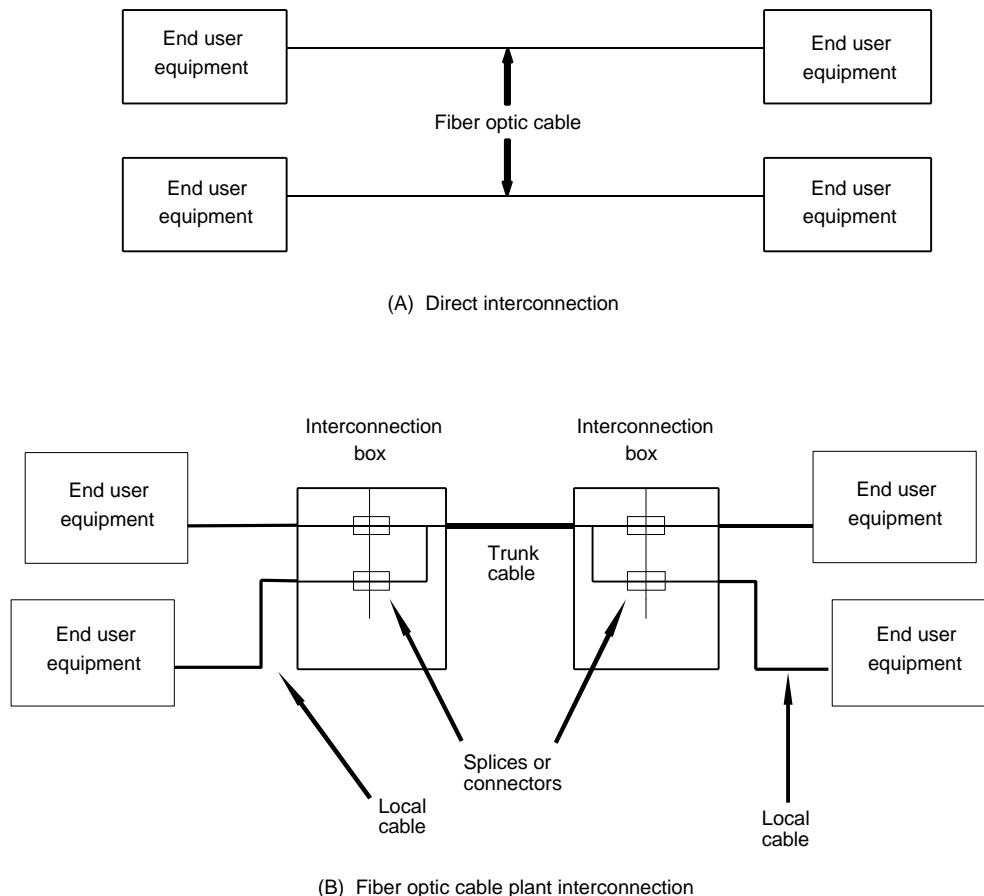 End user
equipment
End user
equipment
Fiber optic cable
End user
equipment
End user
equipment
(A) Direct interconnection
Interconnection
box
Interconnection
box
End user
equipment
End user
equipment
Trunk
cable
End user
equipment
End user
equipment
Splices or
connectors
Local
cable
Local
cable
(B) Fiber optic cable plant interconnection